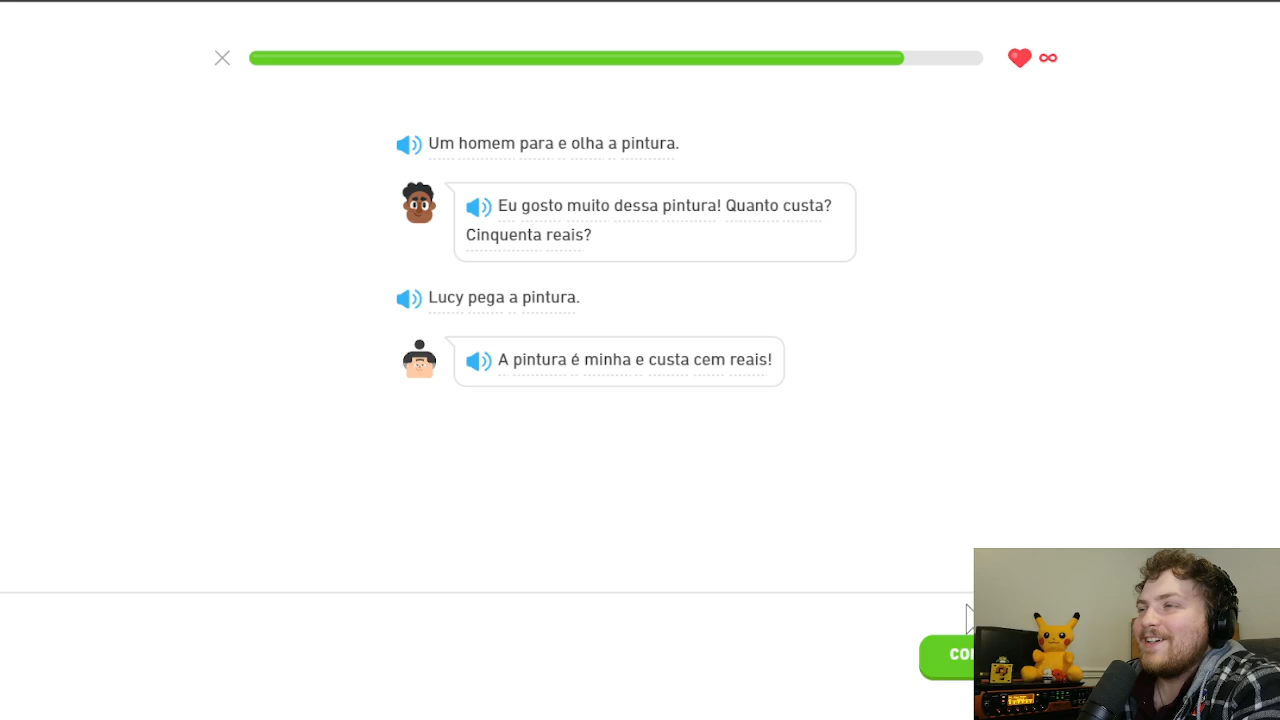 Um homem para e olha a pintura.
Eu gosto muito dessa pintura! Quanto custa?
Cinquenta reais?
Lucy pega a pintura.
A pintura é minha e custa cem reais!